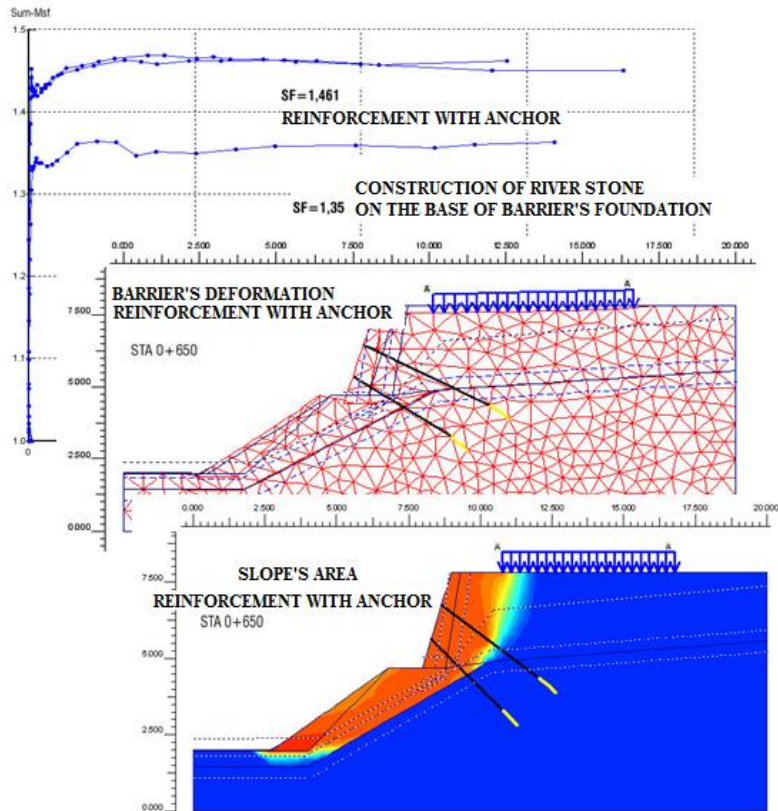 Sum-Msf
1.5
1.4
SF=1,461
REINFORCEMENT WITH ANCHOR
1.3
CONSTRUCTION OF RIVER STONE
SF=1,35 ON THE BASE OF BARRIER'S FOUNDATION
0.000 2.500 5.000 7.500 10.000 12.500 15.000 17.500 20.000
1.2
A A
BARRIER'S DEFORMATION
7.500
REINFORCEMENT WITH ANCHOR
STA 0+650
1.1
5.000
1.0
0
2.500
0.000
0.000 2.500 5.000 7.500 10.000 12.500 15.000 17.500 20.000
A A
SLOPE'S AREA
7.500
REINFORCEMENT WITH ANCHOR
STA 0+650
5.000
2.500
0.000